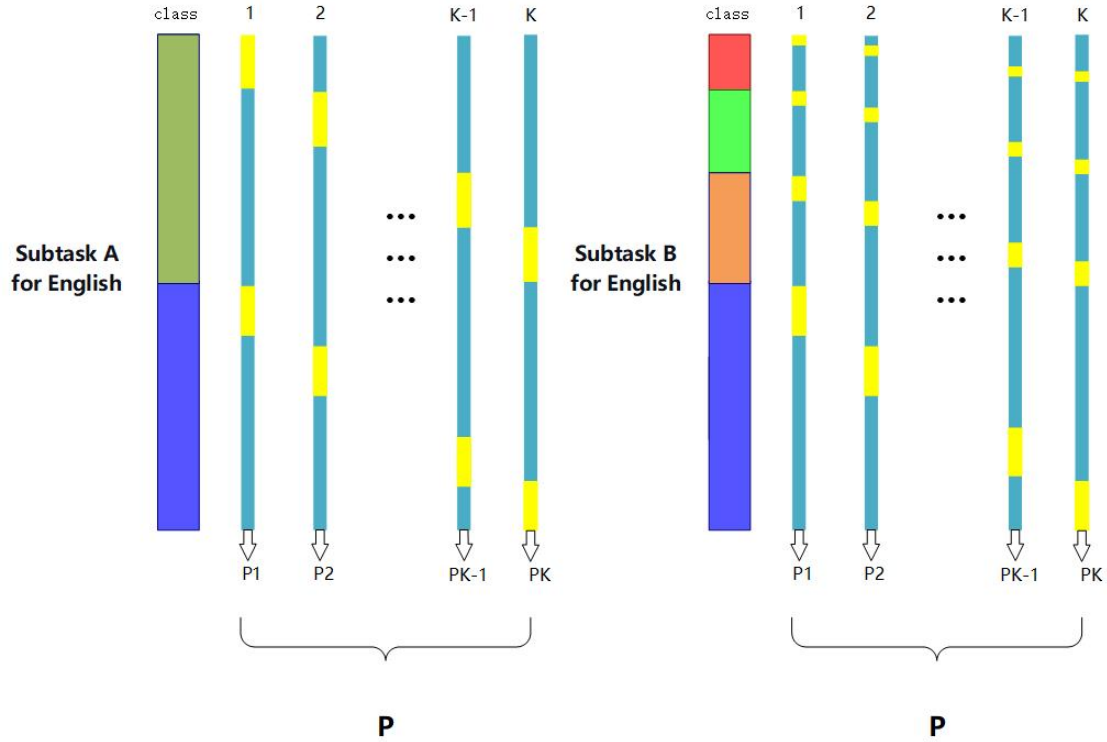 class 1 2 K-1 K
Subtask A
for English
...
...
...
P1 P2 PK-1 PK
P
class 1 2 K-1 K
Subtask B
for English
...
...
...
P1 P2 PK-1 PK
P